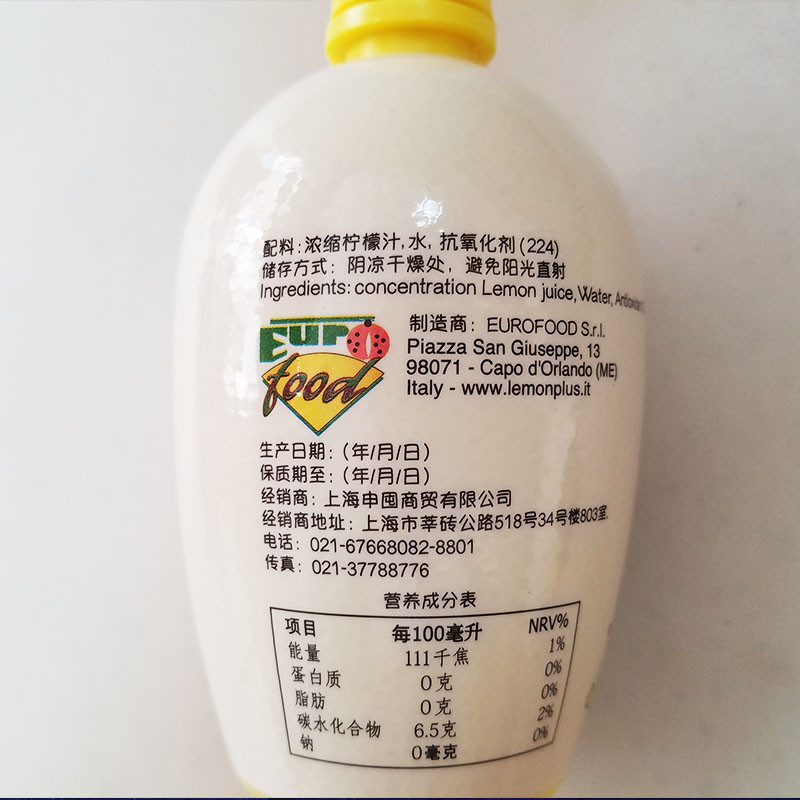 配料:浓缩柠檬汁,水,抗氧化剂(224)
储存方式: 阴凉干燥处, 避免阳光直射
Ingredients: concentration Lemon juice, Water,
EUROfood
制造商: EUROFOOD S.r.l.
Piazza San Giuseppe, 13
98071 - Capo d'Orlando (ME)
Italy - www.lemonplus.it
生产日期:(年/月/日)
保质期至:(年/月/日)
经销商: 上海申囤商贸有限公司
经销商地址: 上海市莘砖公路518号34号楼803室.
电话: 021-67668082-8801
传真: 021-37788776
营养成分表
项目 每100毫升 NRV%
能量 111千焦 1%
蛋白质 0克 0%
脂肪 0克 0%
碳水化合物 6.5克 2%
钠 0毫克 0%